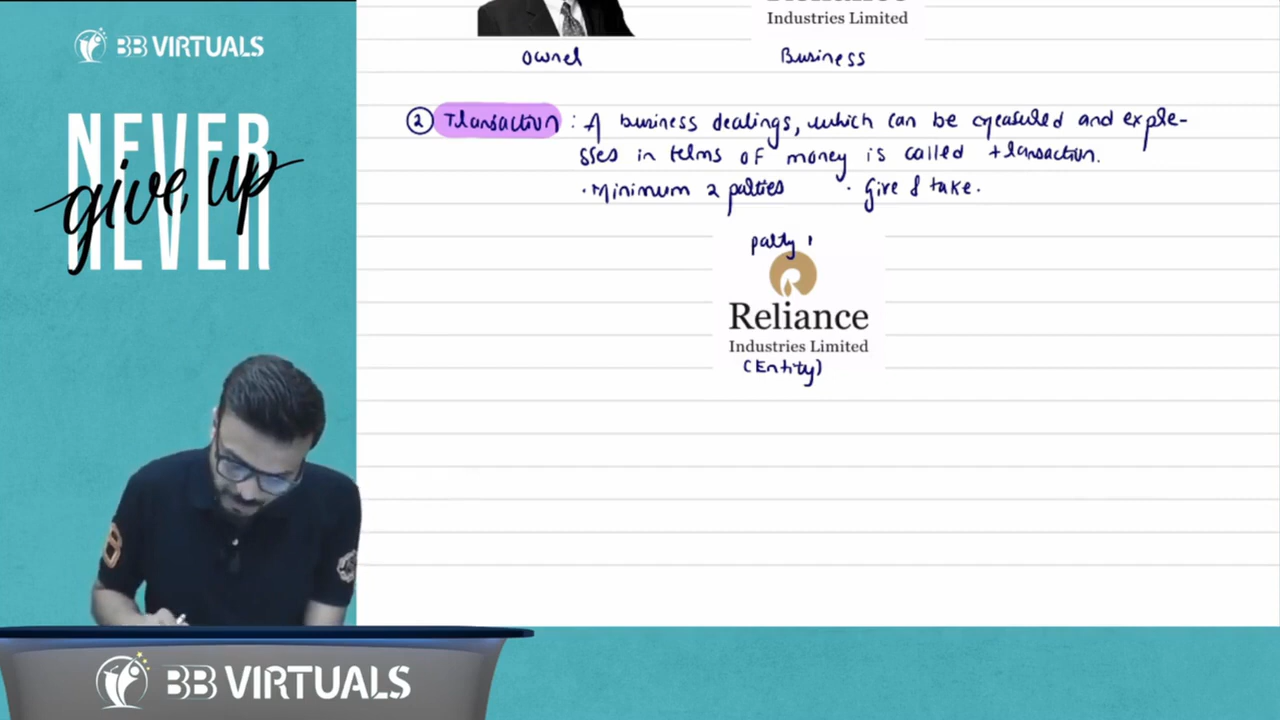 BB VIRTUALS
NEVER
give up
NEVER
Industries Limited
owner
Business
② Transaction : A business dealings, which can be measured and expre-
sses in terms of money is called transaction.
· Minimum 2 parties · Give & take.
party 1
Reliance
Industries Limited
(Entity)
B
BB VIRTUALS